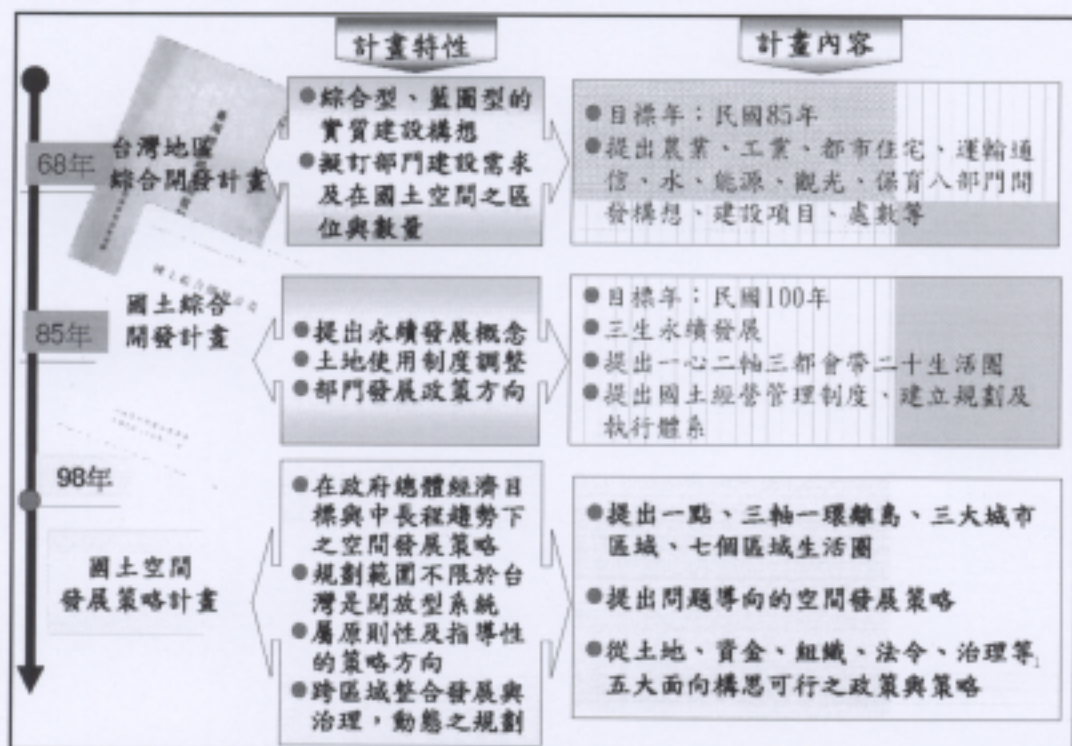 計畫特性
計畫內容
68年
台灣地區
綜合開發計畫
●綜合型、藍圖型的
實質建設構想
●擬訂部門建設需求
及在國土空間之區
位與數量
●目標年：民國85年
●提出農業、工業、都市住宅、運輸通
信、水、能源、觀光、保育八部門開
發構想、建設項目、處數等
85年
國土綜合
開發計畫
●提出永續發展概念
●土地使用制度調整
●部門發展政策方向
●目標年：民國100年
●三生永續發展
●提出一心二軸三都會帶二十生活圈
●提出國土經營管理制度、建立規劃及
執行體系
98年
國土空間
發展策略計畫
●在政府總體經濟目
標與中長程趨勢下
之空間發展策略
●規劃範圍不限於台
灣是開放型系統
●屬原則性及指導性
的策略方向
●跨區域整合發展與
治理，動態之規劃
●提出一點、三軸一環離島、三大城市
區域、七個區域生活圈
●提出問題導向的空間發展策略
●從土地、資金、組織、法令、治理等
五大面向構思可行之政策與策略
1